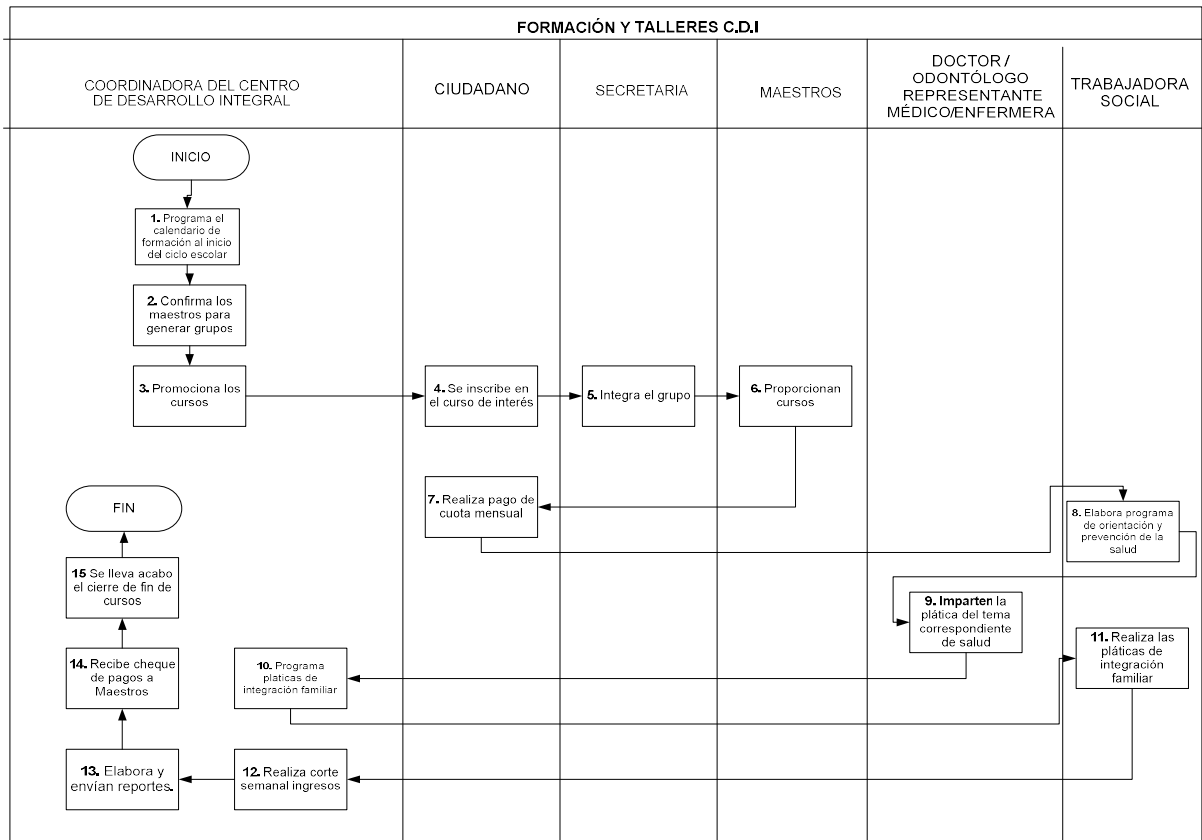 FORMACIÓN Y TALLERES C.D.I
COORDINADORA DEL CENTRO
DE DESARROLLO INTEGRAL
CIUDADANO
SECRETARIA
MAESTROS
DOCTOR /
ODONTÓLOGO
REPRESENTANTE
MÉDICO/ENFERMERA
TRABAJADORA
SOCIAL
INICIO
1. Programa el
calendario de
formación al inicio
del ciclo escolar
2. Confirma los
maestros para
generar grupos
3. Promociona los
cursos
4. Se inscribe en
el curso de interés
5. Integra el grupo
6. Proporcionan
cursos
7. Realiza pago de
cuota mensual
8. Elabora programa
de orientación y
prevención de la
salud
9. Imparten la
plática del tema
correspondiente
de salud
10. Programa
platicas de
integración familiar
11. Realiza las
pláticas de
integración
familiar
12. Realiza corte
semanal ingresos
13. Elabora y
envían reportes.
14. Recibe cheque
de pagos a
Maestros
15 Se lleva acabo
el cierre de fin de
cursos
FIN